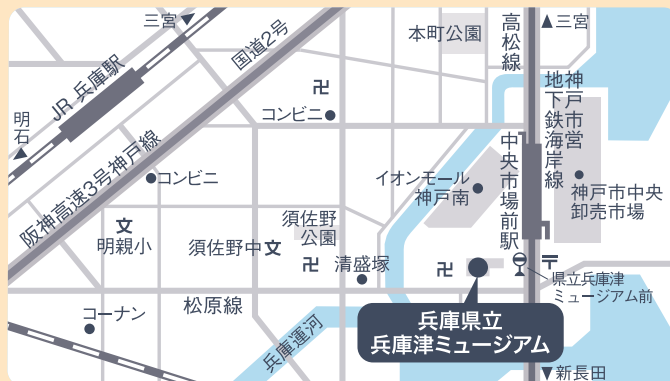 三宮
国道2号
本町公園
高松線
三宮
JR 兵庫駅
明石
コンビニ
神戸市営
地下鉄海岸線
阪神高速3号神戸線
コンビニ
中央市場前駅
イオンモール
神戸南
神戸市中央
卸売市場
明親小
須佐野中
須佐野
公園
清盛塚
県立兵庫津
ミュージアム前
コーナン
松原線
兵庫運河
兵庫県立
兵庫津ミュージアム
新長田